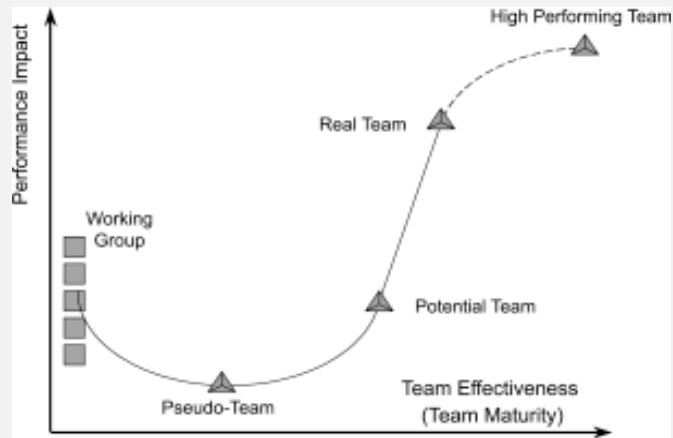 High Performing Team
Performance Impact
Real Team
Working
Group
Potential Team
Pseudo-Team
Team Effectiveness
(Team Maturity)